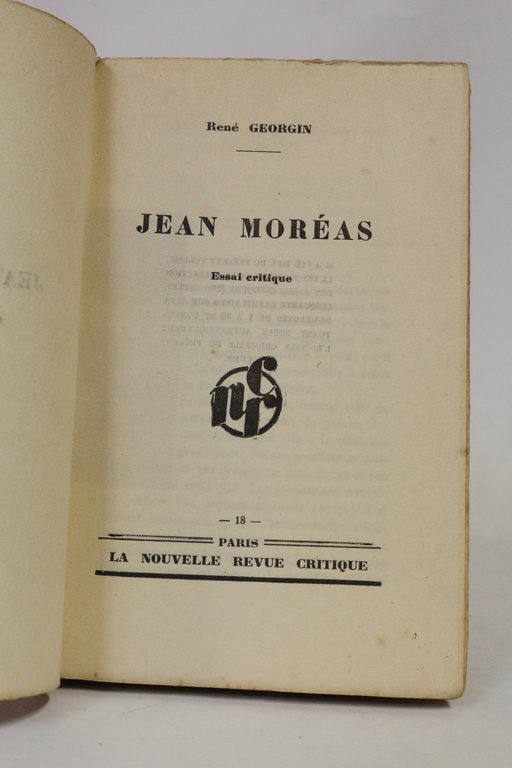 René GEORGIN
JEAN MORÉAS
Essai critique
nrc
— 18 —
PARIS
LA NOUVELLE REVUE CRITIQUE